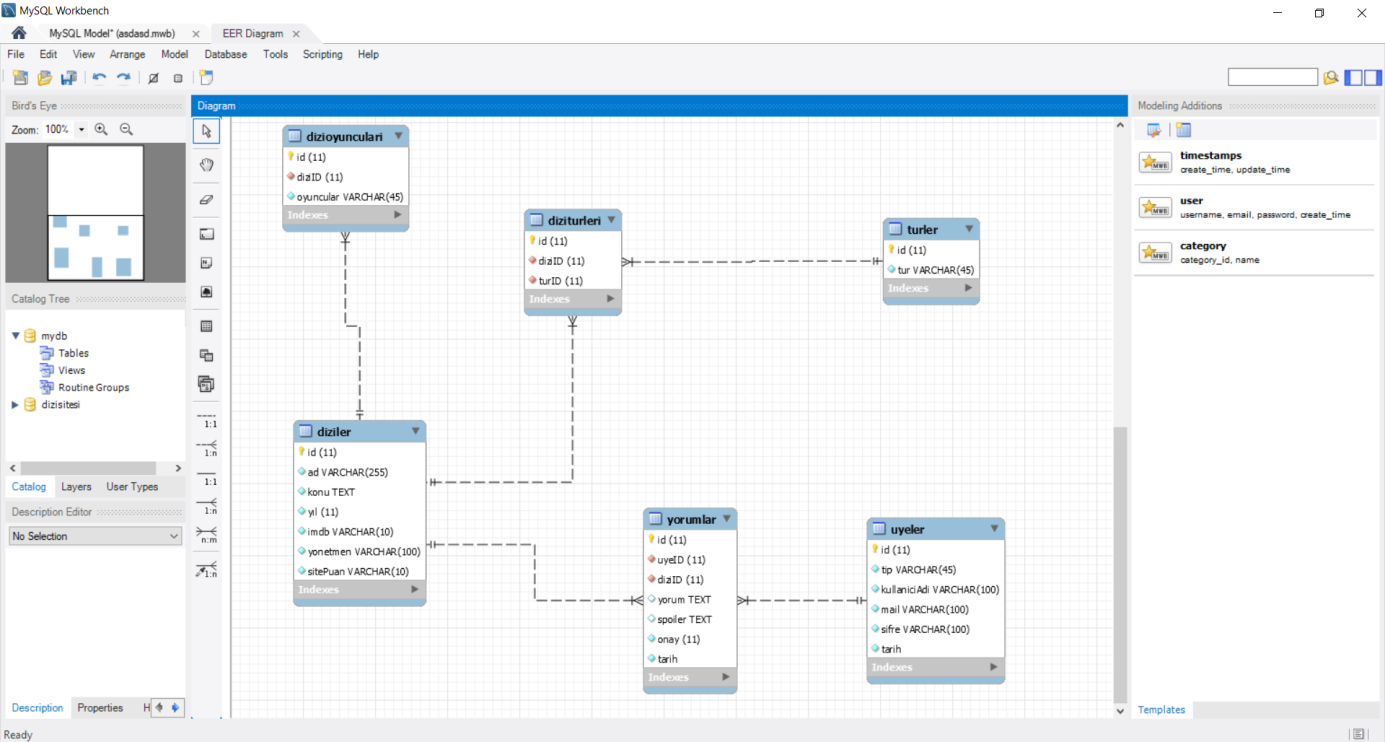 MySQL Workbench
MySQL Model* (asdasd.mwb)
EER Diagram
File Edit View Arrange Model Database Tools Scripting Help
Bird's Eye
Zoom: 100%
Catalog Tree
mydb
Tables
Views
Routine Groups
dizisitesi
Catalog Layers User Types
Description Editor
No Selection
Description Properties H
Ready
1:1
1:n
1:1
1:n
n:m
1:n
Diagram
dizioyunculari
id (11)
diziID (11)
oyuncular VARCHAR(45)
Indexes
diziturleri
id (11)
diziID (11)
turID (11)
Indexes
turler
id (11)
tur VARCHAR(45)
Indexes
diziler
id (11)
ad VARCHAR(255)
konu TEXT
yıl (11)
imdb VARCHAR(10)
yonetmen VARCHAR(100)
sitePuan VARCHAR(10)
Indexes
yorumlar
id (11)
uyeID (11)
diziID (11)
yorum TEXT
spoiler TEXT
onay (11)
tarih
Indexes
uyeler
id (11)
tip VARCHAR(45)
kullaniciAdi VARCHAR(100)
mail VARCHAR(100)
sifre VARCHAR(100)
tarih
Indexes
Modeling Additions
timestamps
create_time, update_time
user
username, email, password, create_time
category
category_id, name
Templates